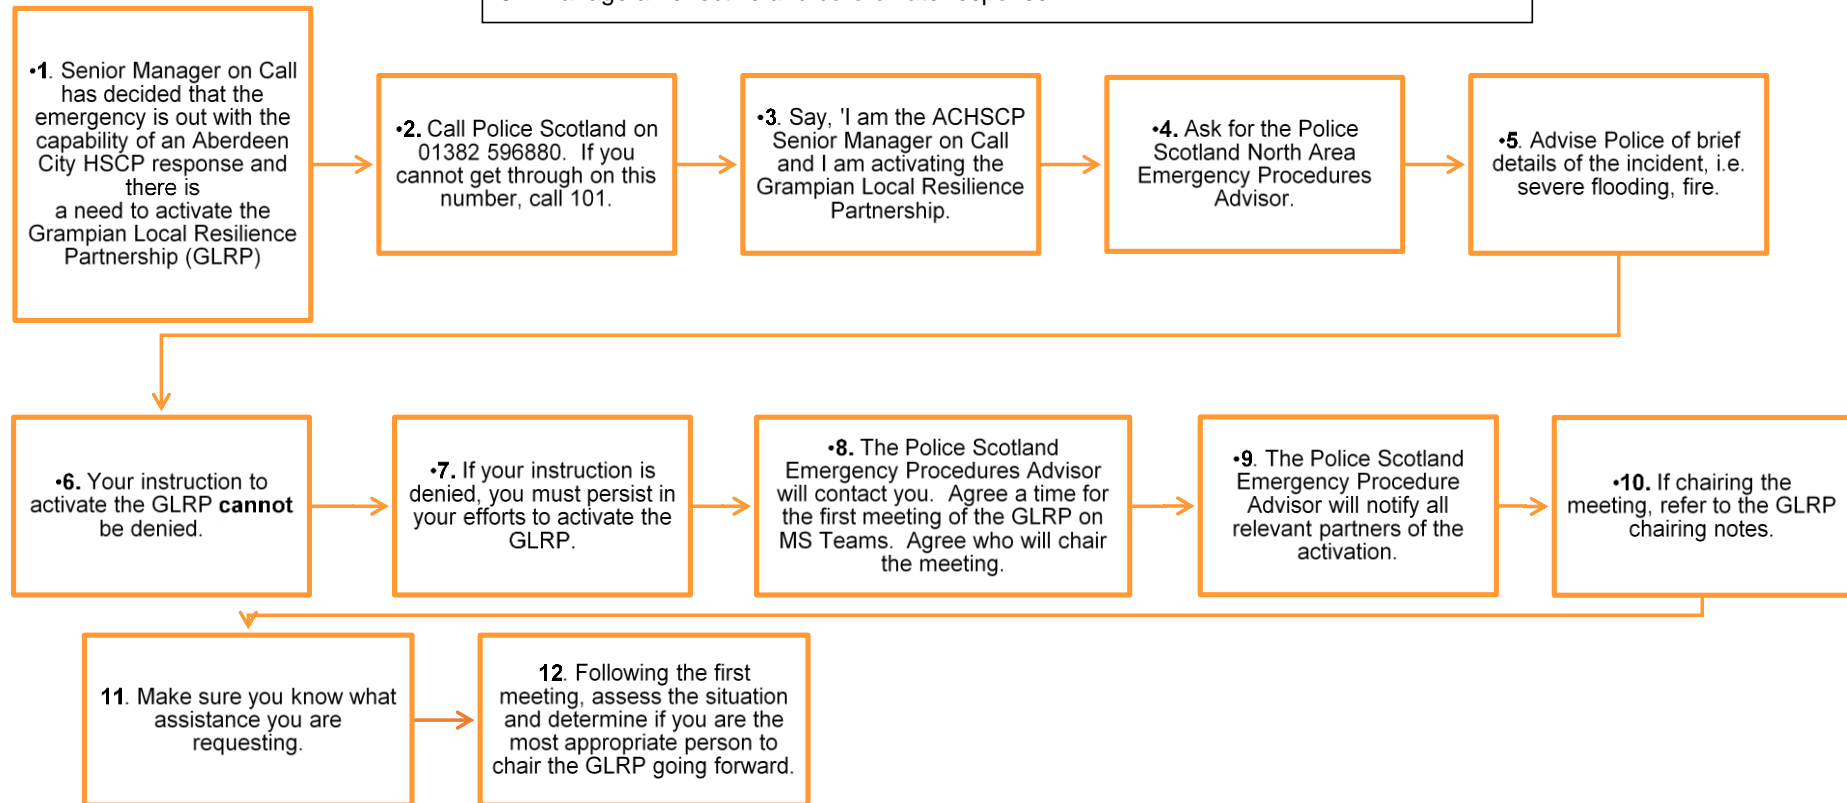 •1. Senior Manager on Call
has decided that the
emergency is out with the
capability of an Aberdeen
City HSCP response and
there is
a need to activate the
Grampian Local Resilience
Partnership (GLRP)
•2. Call Police Scotland on
01382 596880.  If you
cannot get through on this
number, call 101.
•3. Say, 'I am the ACHSCP
Senior Manager on Call
and I am activating the
Grampian Local Resilience
Partnership.
•4. Ask for the Police
Scotland North Area
Emergency Procedures
Advisor.
•5. Advise Police of brief
details of the incident, i.e.
severe flooding, fire.
•6. Your instruction to
activate the GLRP cannot
be denied.
•7. If your instruction is
denied, you must persist in
your efforts to activate the
GLRP.
•8. The Police Scotland
Emergency Procedures Advisor
will contact you.  Agree a time for
the first meeting of the GLRP on
MS Teams.  Agree who will chair
the meeting.
•9. The Police Scotland
Emergency Procedure
Advisor will notify all
relevant partners of the
activation.
•10. If chairing the
meeting, refer to the GLRP
chairing notes.
11. Make sure you know what
assistance you are
requesting.
12. Following the first
meeting, assess the situation
and determine if you are the
most appropriate person to
chair the GLRP going forward.